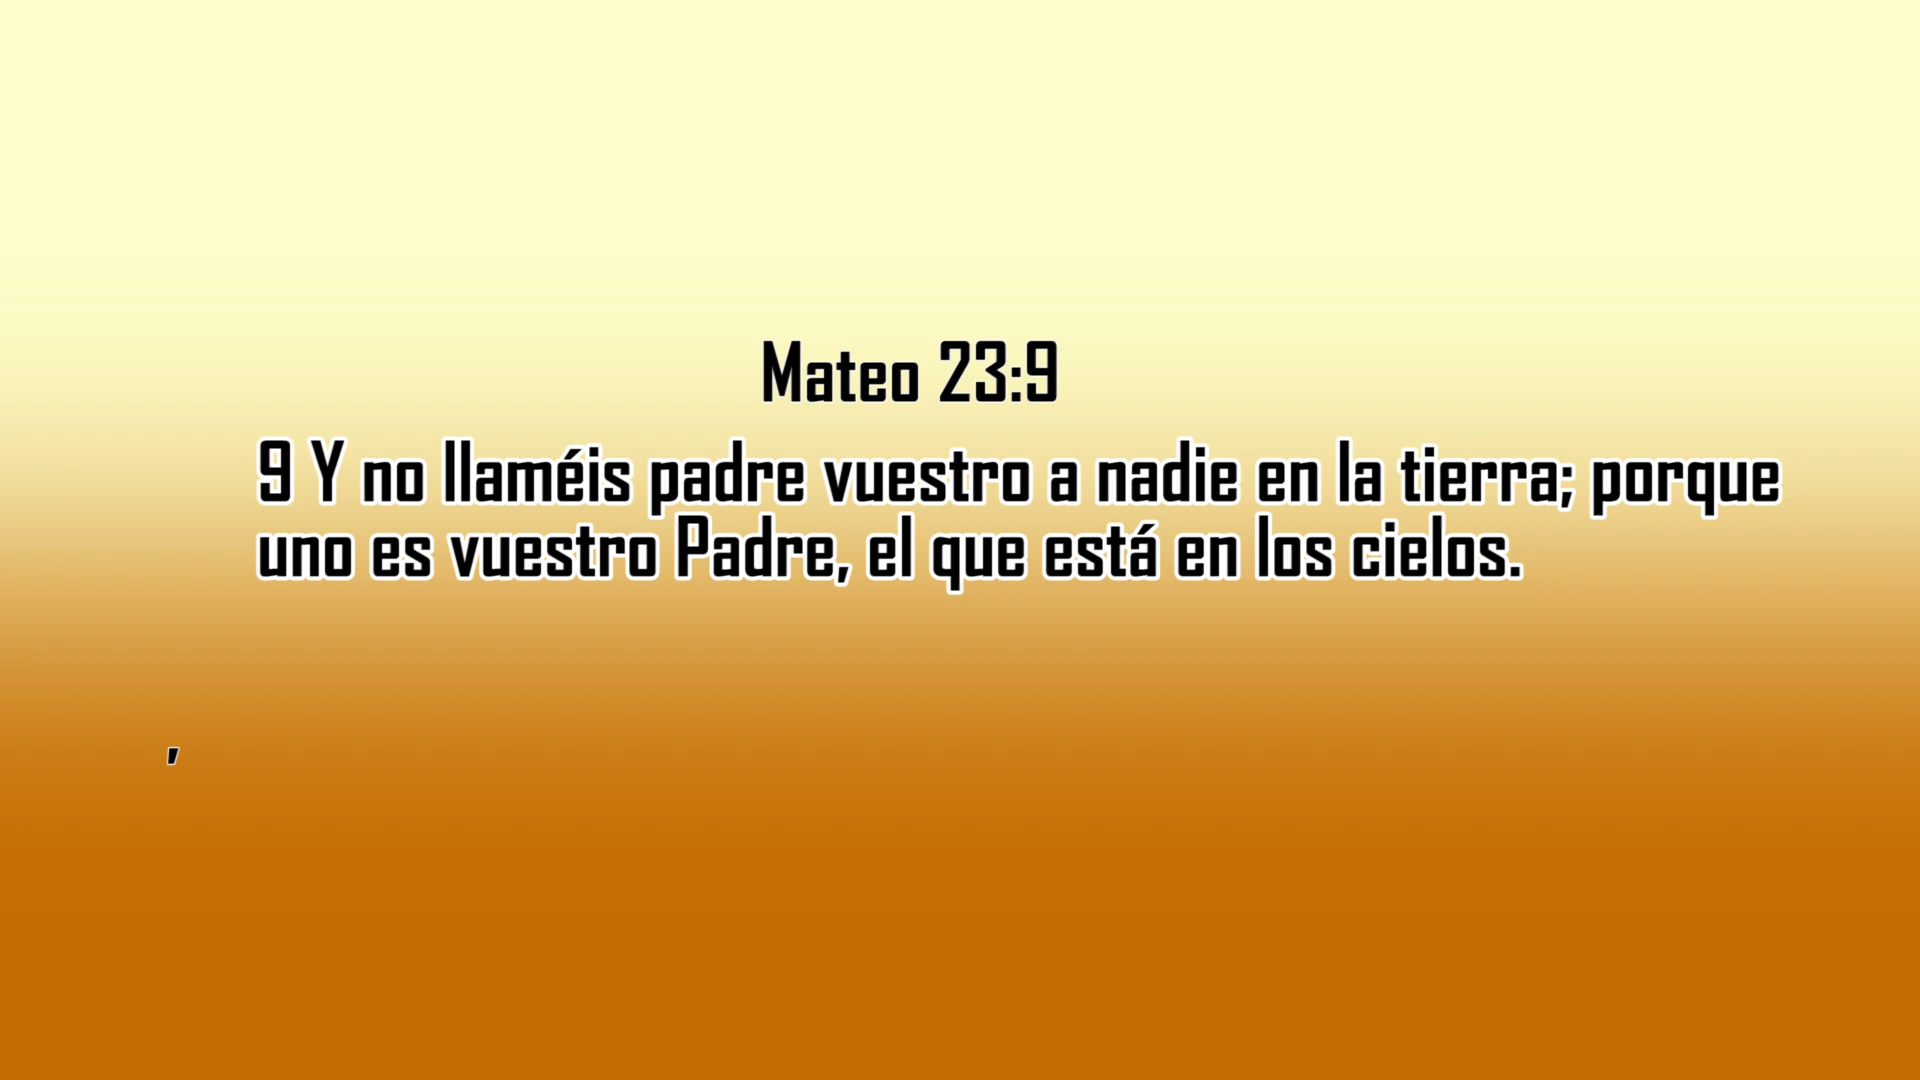 Mateo 23:9
9 Y no llaméis padre vuestro a nadie en la tierra; porque
uno es vuestro Padre, el que está en los cielos.
,